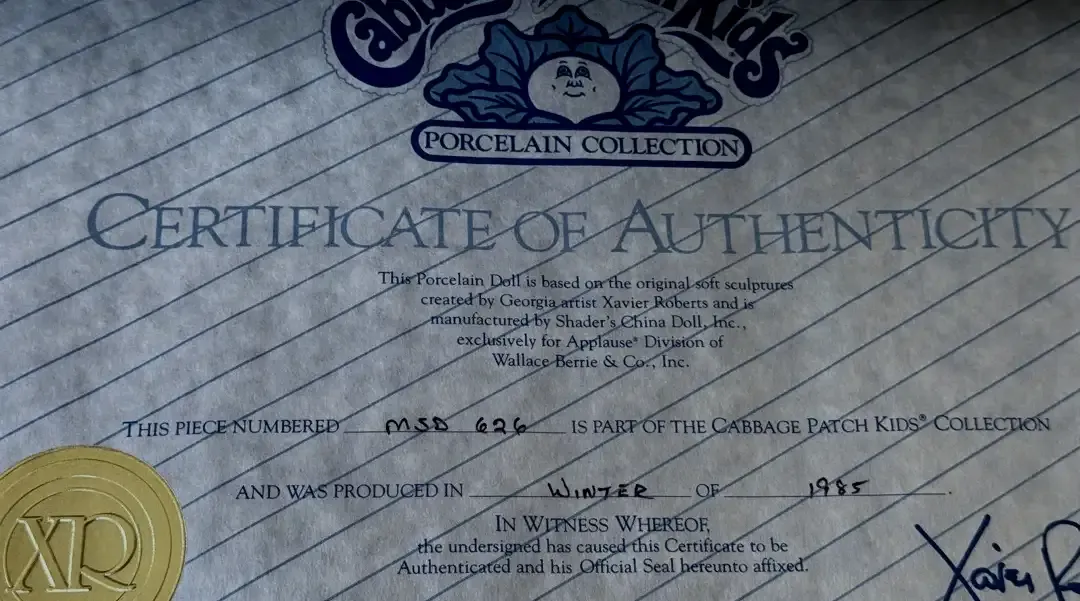 Kids
PORCELAIN COLLECTION
CERTIFICATE OF AUTHENTICITY
This Porcelain Doll is based on the original soft sculptures
created by Georgia artist Xavier Roberts and is
manufactured by Shader's China Doll, Inc.,
exclusively for Applause® Division of
Wallace Berrie & Co., Inc.
THIS PIECE NUMBERED MSD 626 IS PART OF THE CABBAGE PATCH KIDS® COLLECTION
AND WAS PRODUCED IN WINTER OF 1985.
IN WITNESS WHEREOF,
the undersigned has caused this Certificate to be
Authenticated and his Official Seal hereunto affixed.
XR
Xavier